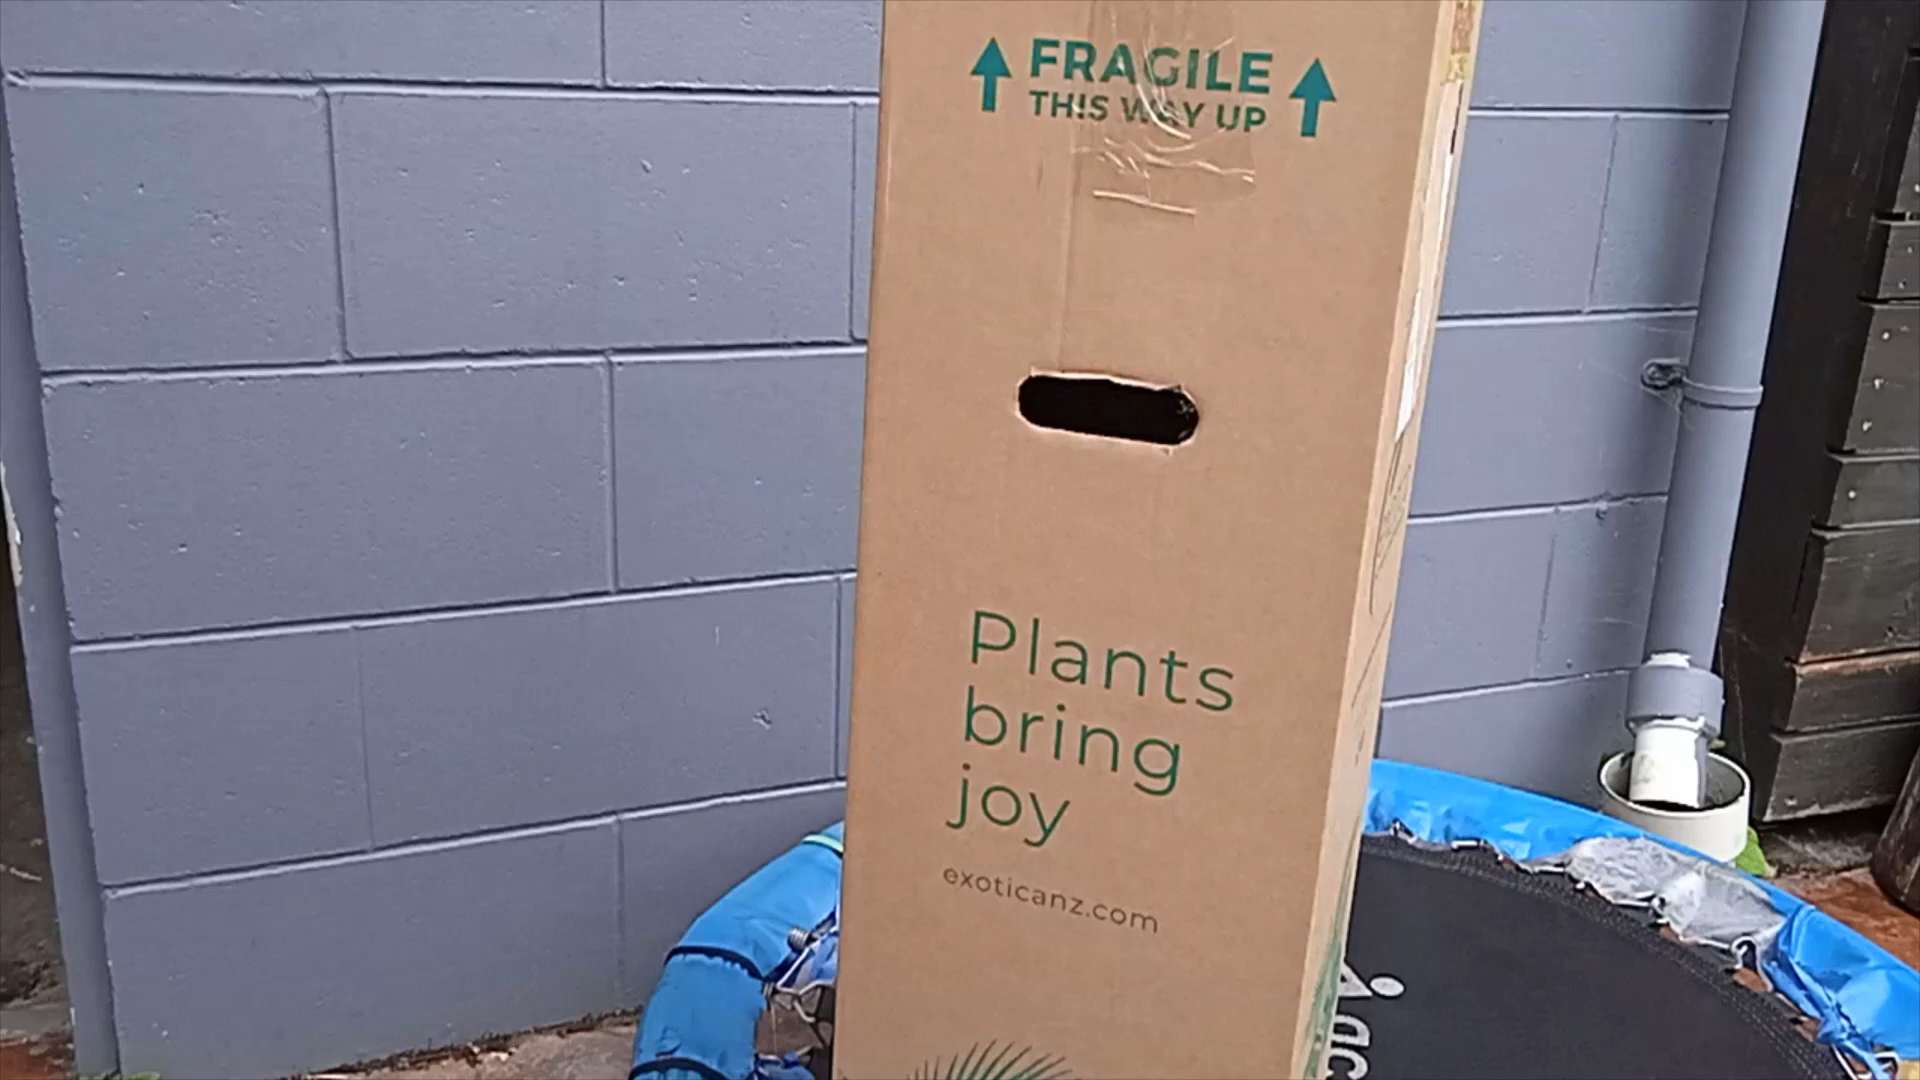 FRAGILE
THIS WAY UP
Plants
bring
joy
exoticanz.com